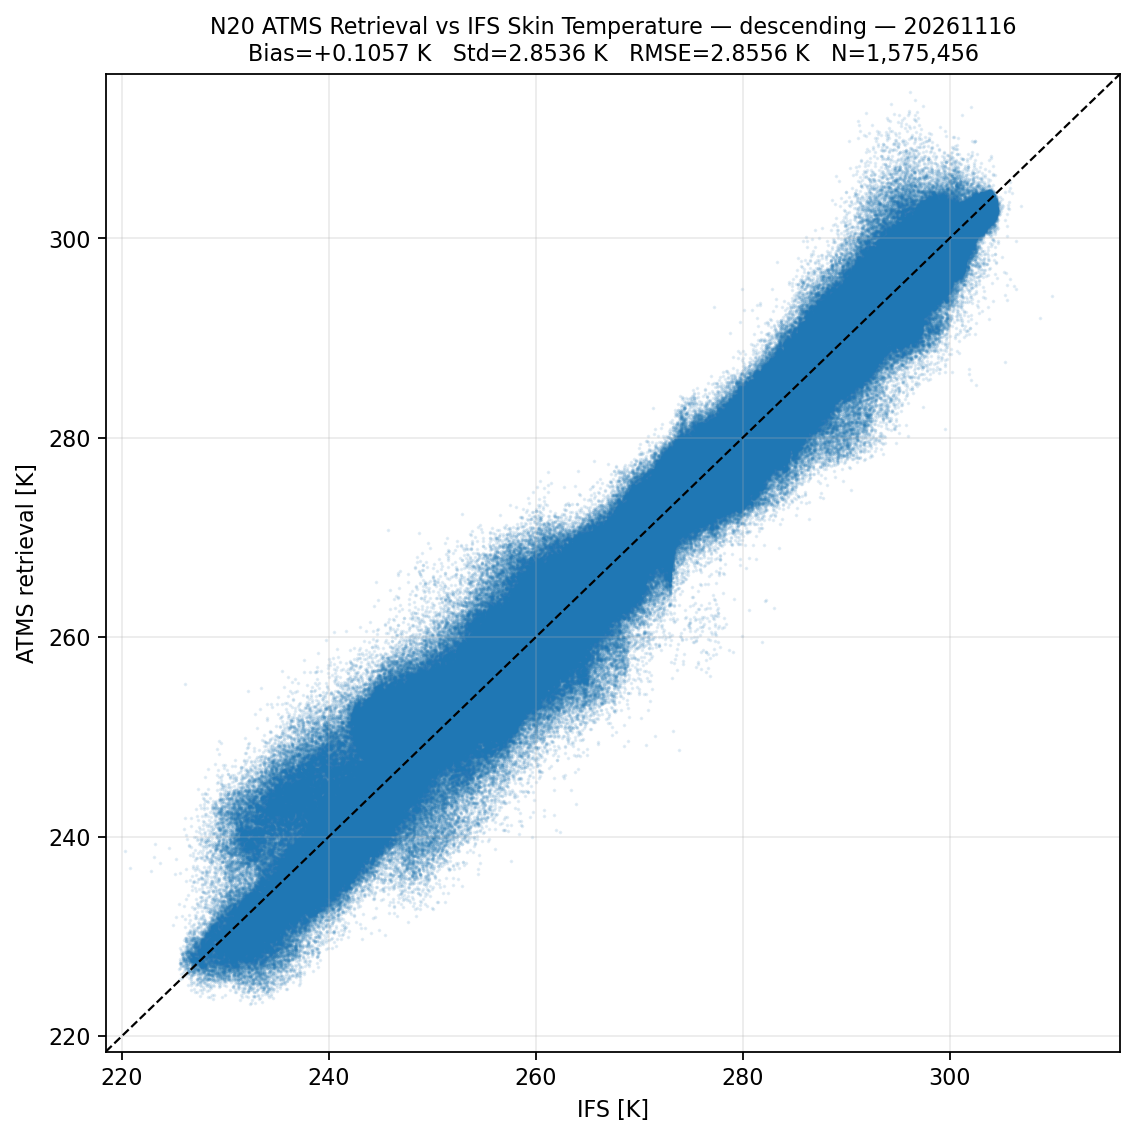 N20 ATMS Retrieval vs IFS Skin Temperature — descending — 20261116
Bias=+0.1057 K   Std=2.8536 K   RMSE=2.8556 K   N=1,575,456
ATMS retrieval [K]
300
280
260
240
220
220 240 260 280 300
IFS [K]